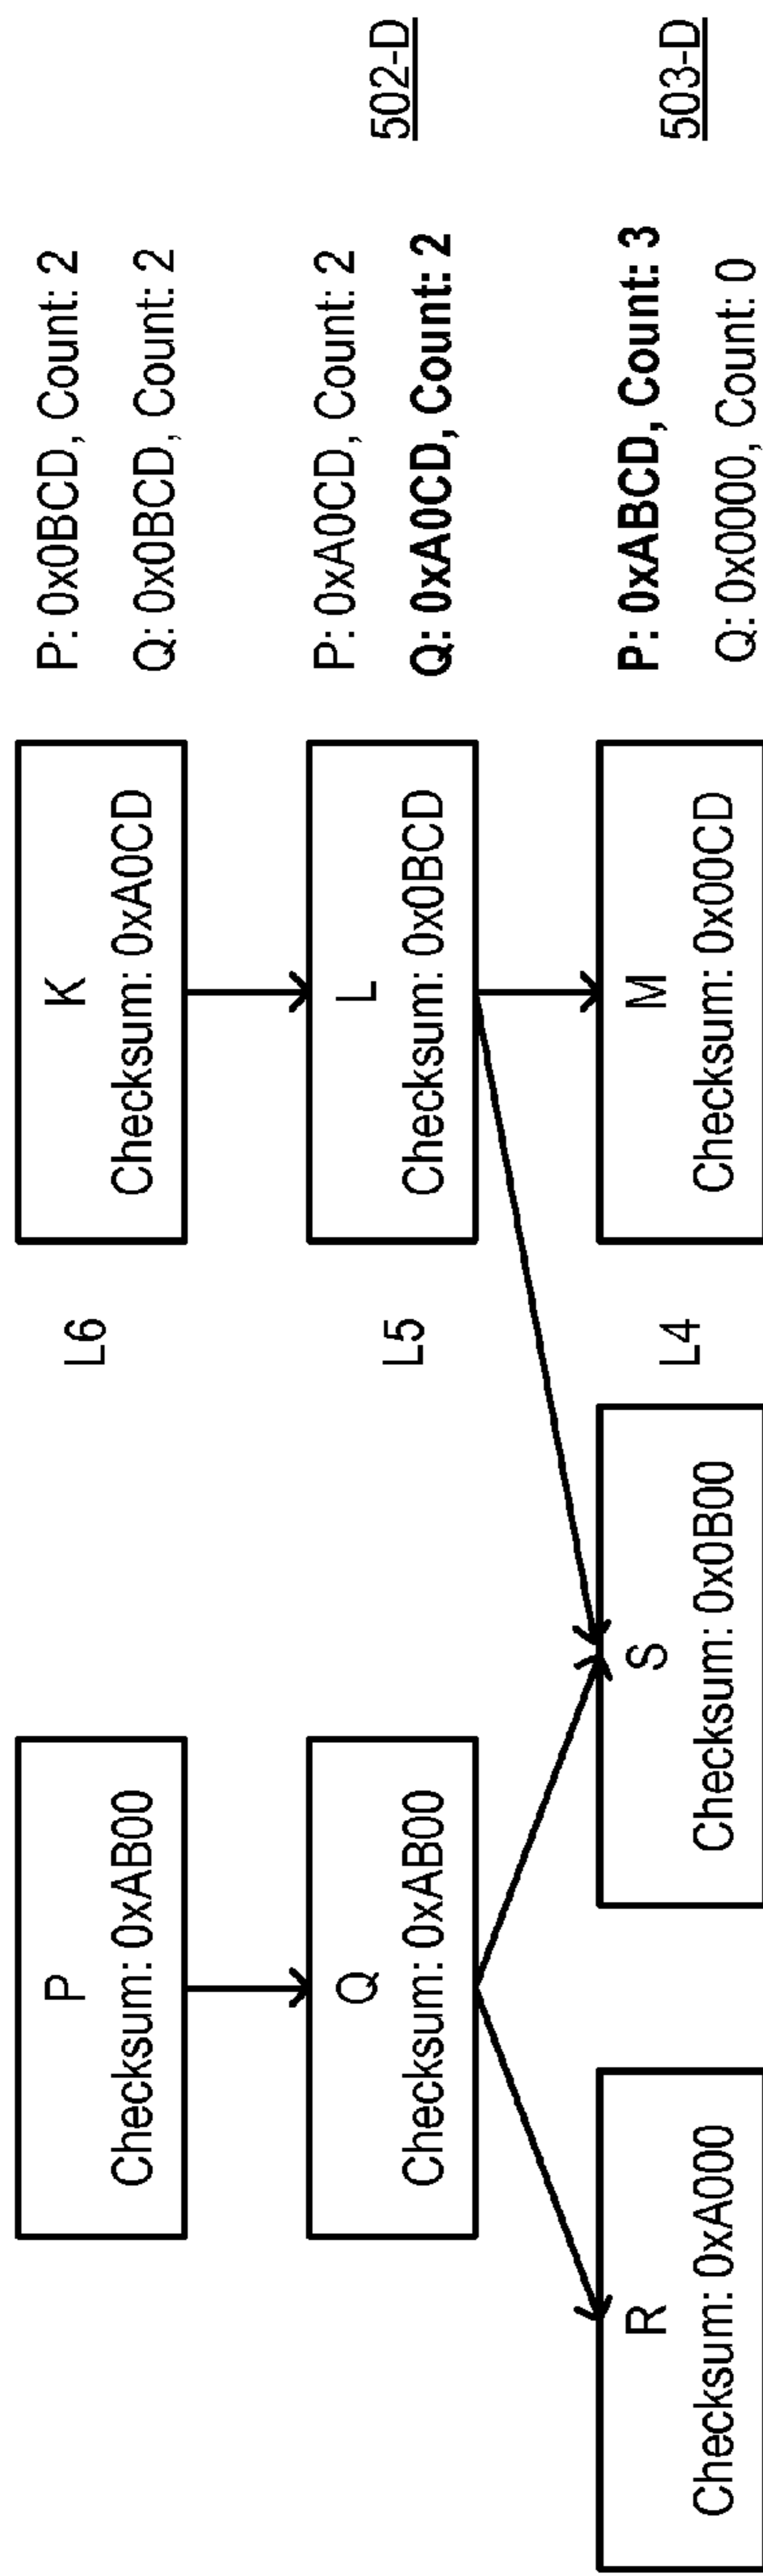 P
Checksum: 0xAB00
L6
K
Checksum: 0xA0CD
P: 0x0BCD, Count: 2
Q: 0x0BCD, Count: 2
Q
Checksum: 0xAB00
L5
L
Checksum: 0x0BCD
P: 0xA0CD, Count: 2
Q: 0xA0CD, Count: 2
502-D
R
Checksum: 0xA000
S
Checksum: 0x0B00
L4
M
Checksum: 0x00CD
P: 0xABCD, Count: 3
Q: 0x0000, Count: 0
503-D